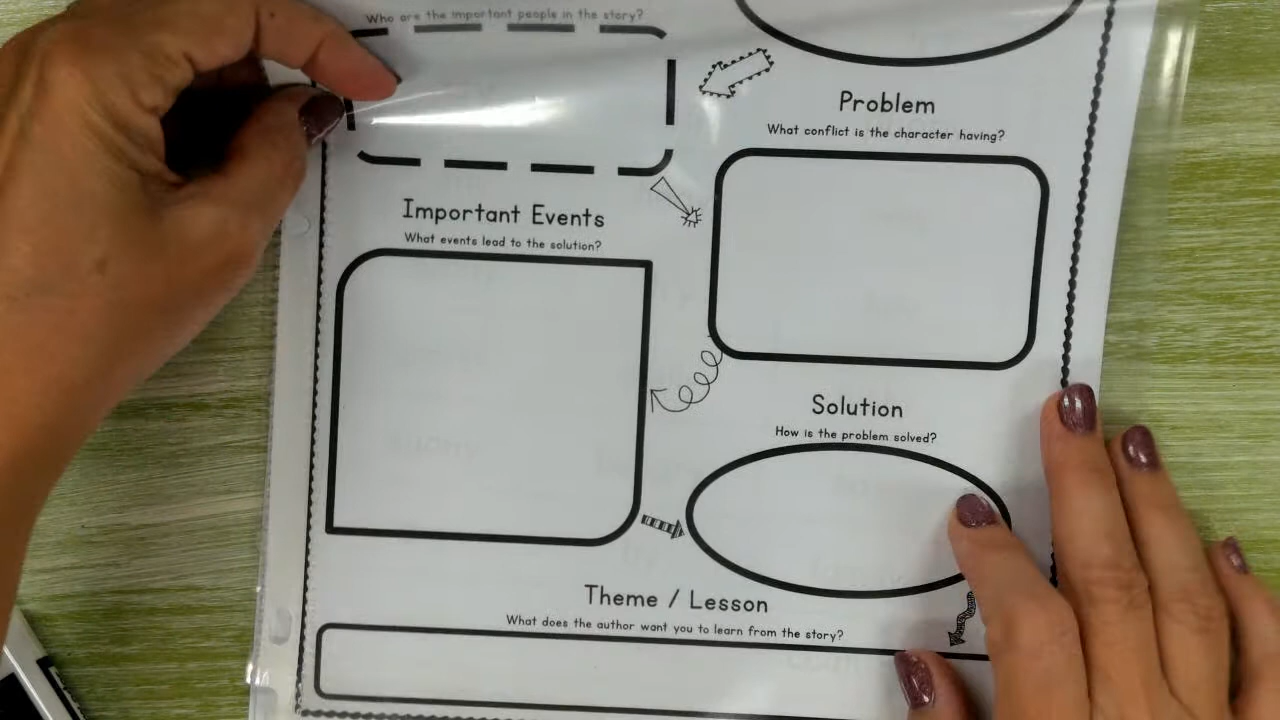 Who are the important people in the story?
Problem
What conflict is the character having?
Important Events
What events lead to the solution?
Solution
How is the problem solved?
Theme / Lesson
What does the author want you to learn from the story?